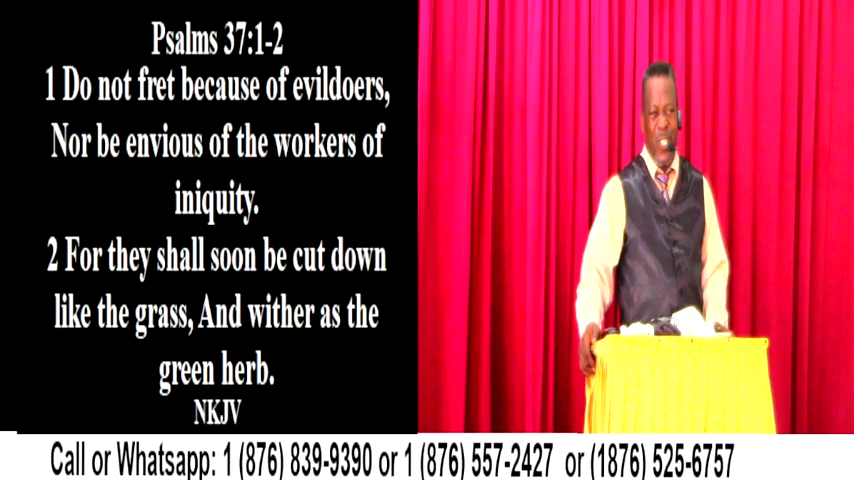 Psalms 37:1-2
1 Do not fret because of evildoers,
Nor be envious of the workers of
iniquity.
2 For they shall soon be cut down
like the grass, And wither as the
green herb.
NKJV
Call or Whatsapp: 1 (876) 839-9390 or 1 (876) 557-2427 or (1876) 525-6757